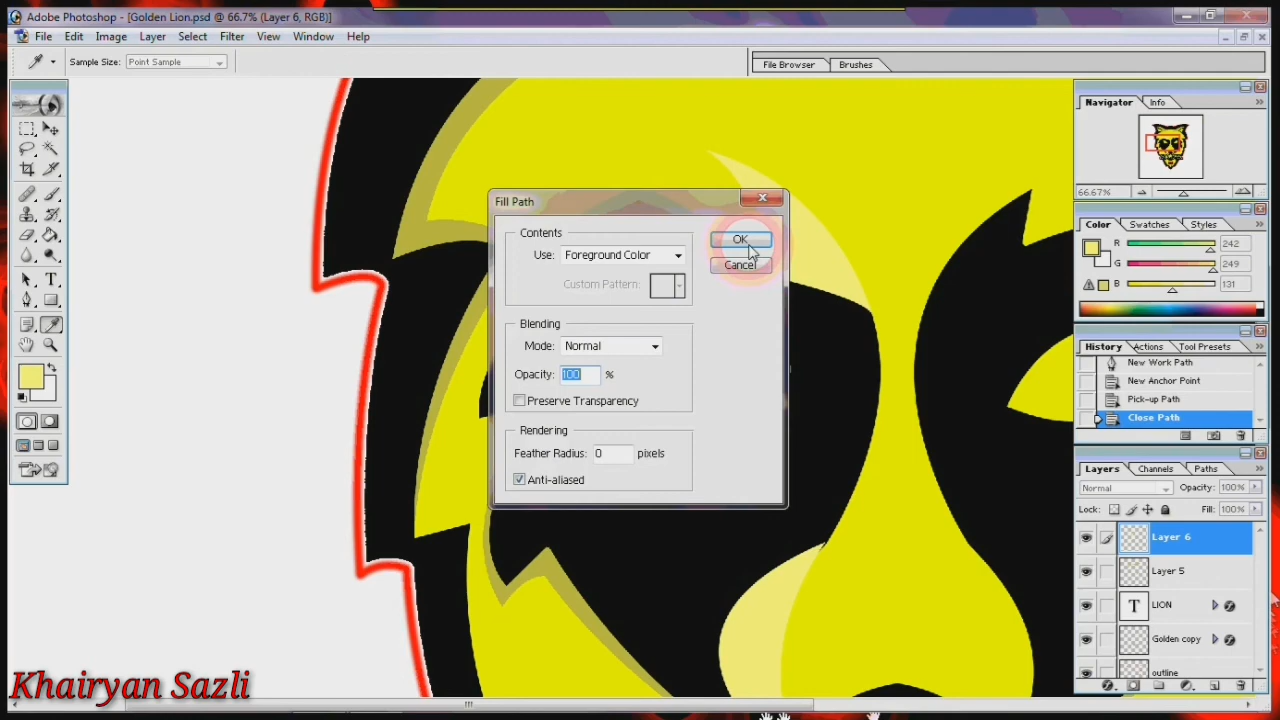 Adobe Photoshop - [Golden Lion.psd @ 66.7% (Layer 6, RGB)]
File Edit Image Layer Select Filter View Window Help
Sample Size: Point Sample
File Browser Brushes
Navigator Info
66.67%
Color Swatches Styles
R 242
G 249
B 131
History Actions Tool Presets
New Work Path
New Anchor Point
Pick-up Path
Close Path
Layers Channels Paths
Normal Opacity: 100%
Lock: Fill: 100%
Layer 6
Layer 5
T LION
Golden copy
outline
Fill Path
Contents
Use: Foreground Color
Custom Pattern:
OK
Cancel
Blending
Mode: Normal
Opacity: 100 %
Preserve Transparency
Rendering
Feather Radius: 0 pixels
Anti-aliased
Khairyan Sazli